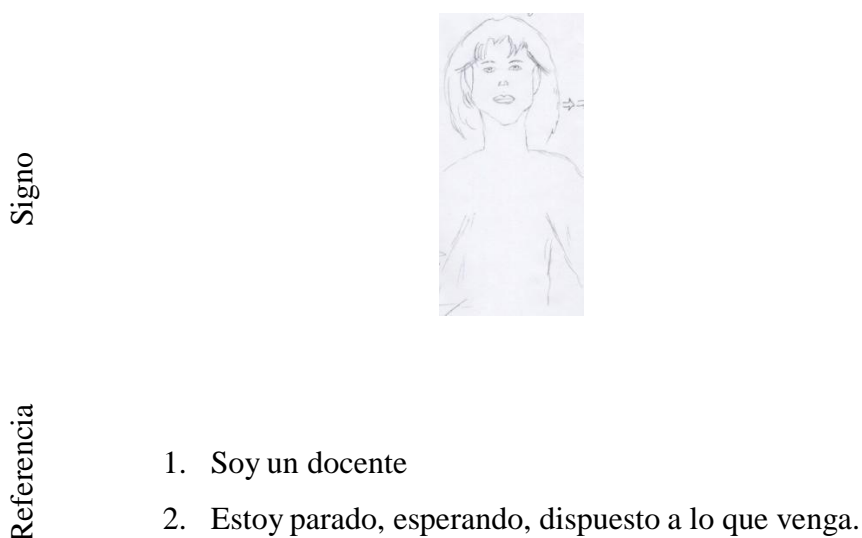 Signo
Referencia
1. Soy un docente
2. Estoy parado, esperando, dispuesto a lo que venga.